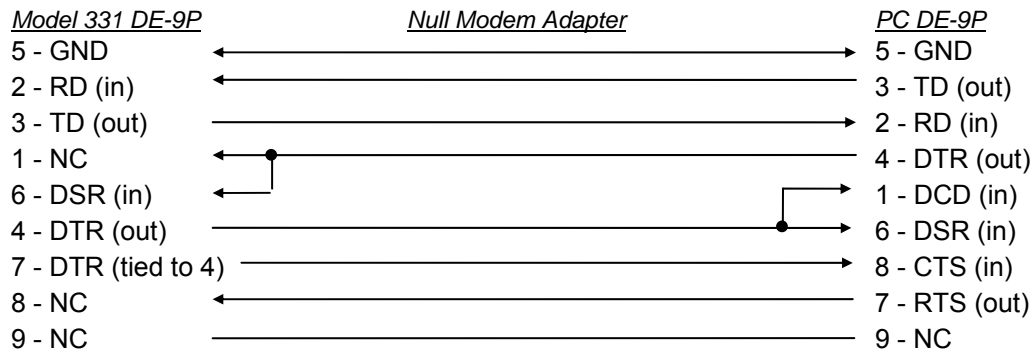 Model 331 DE-9P Null Modem Adapter PC DE-9P
5 - GND 5 - GND
2 - RD (in) 3 - TD (out)
3 - TD (out) 2 - RD (in)
1 - NC 4 - DTR (out)
6 - DSR (in) 1 - DCD (in)
4 - DTR (out) 6 - DSR (in)
7 - DTR (tied to 4) 8 - CTS (in)
8 - NC 7 - RTS (out)
9 - NC 9 - NC